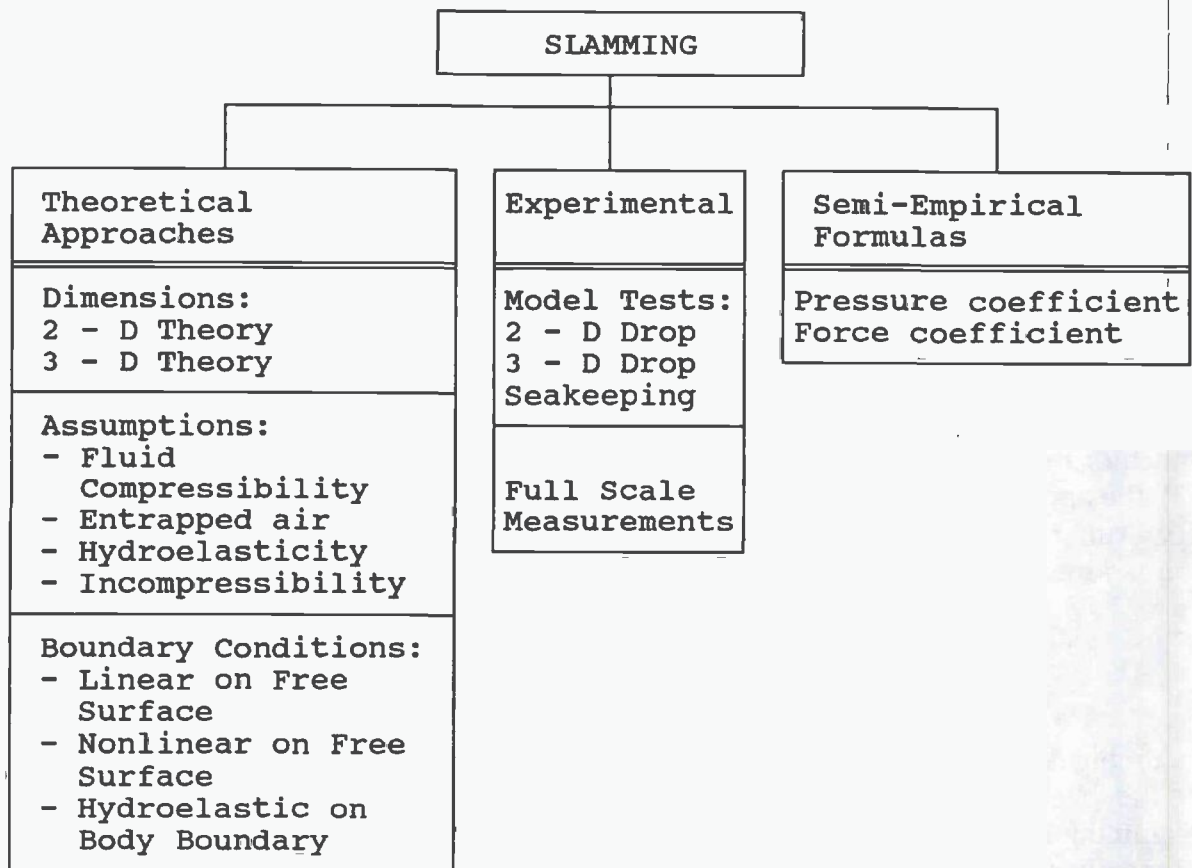 SLAMMING
Theoretical
Approaches
Dimensions:
2 - D Theory
3 - D Theory
Assumptions:
- Fluid
Compressibility
- Entrapped air
- Hydroelasticity
- Incompressibility
Boundary Conditions:
- Linear on Free
Surface
- Nonlinear on Free
Surface
- Hydroelastic on
Body Boundary
Experimental
Model Tests:
2 - D Drop
3 - D Drop
Seakeeping
Full Scale
Measurements
Semi-Empirical
Formulas
Pressure coefficient
Force coefficient